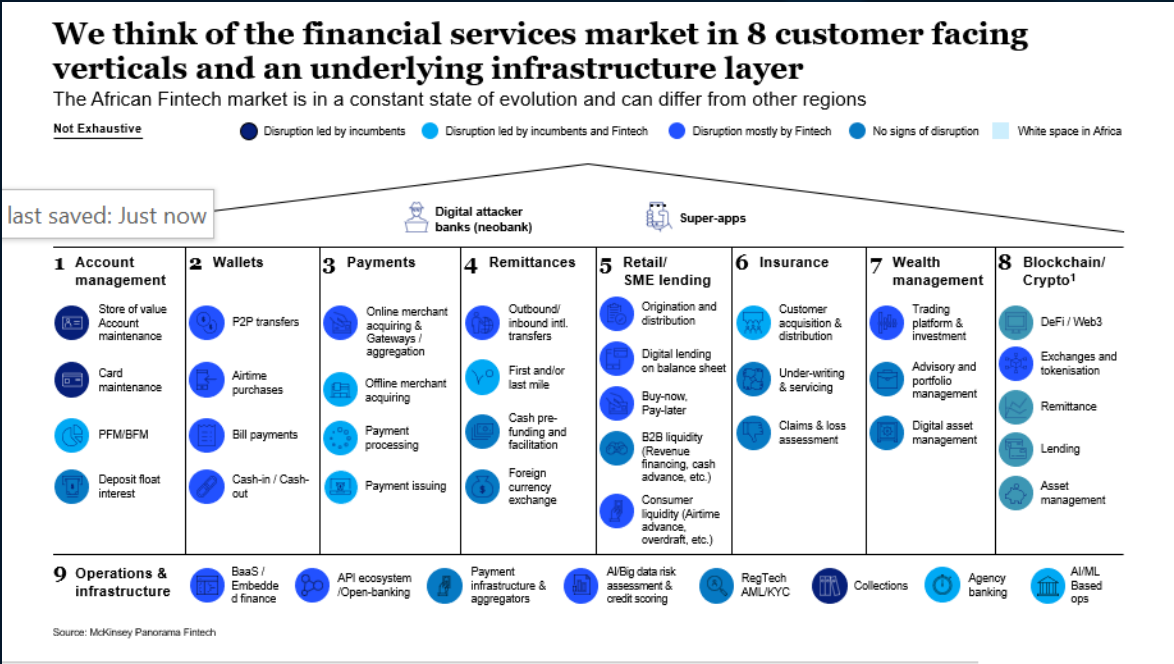 We think of the financial services market in 8 customer facing
verticals and an underlying infrastructure layer
The African Fintech market is in a constant state of evolution and can differ from other regions
Not Exhaustive
Disruption led by incumbents
Disruption led by incumbents and Fintech
Disruption mostly by Fintech
No signs of disruption
White space in Africa
last saved: Just now
Digital attacker
banks (neobank)
Super-apps
1 Account
management
Store of value
Account
maintenance
Card
maintenance
PFM/BFM
Deposit float
interest
2 Wallets
P2P transfers
Airtime
purchases
Bill payments
Cash-in / Cash-
out
3 Payments
Online merchant
acquiring &
Gateways /
aggregation
Offline merchant
acquiring
Payment
processing
Payment issuing
4 Remittances
Outbound/
inbound intl.
transfers
First and/or
last mile
Cash pre-
funding and
facilitation
Foreign
currency
exchange
5 Retail/
SME lending
Origination and
distribution
Digital lending
on balance sheet
Buy-now,
Pay-later
B2B liquidity
(Revenue
financing, cash
advance, etc.)
Consumer
liquidity (Airtime
advance,
overdraft, etc.)
6 Insurance
Customer
acquisition &
distribution
Under-writing
& servicing
Claims & loss
assessment
7 Wealth
management
Trading
platform &
investment
Advisory and
portfolio
management
Digital asset
management
8 Blockchain/
Crypto¹
DeFi / Web3
Exchanges and
tokenisation
Remittance
Lending
Asset
management
9 Operations &
infrastructure
BaaS /
Embedde
d finance
API ecosystem
/Open-banking
Payment
infrastructure &
aggregators
AI/Big data risk
assessment &
credit scoring
RegTech
AML/KYC
Collections
Agency
banking
AI/ML
Based
ops
Source: McKinsey Panorama Fintech